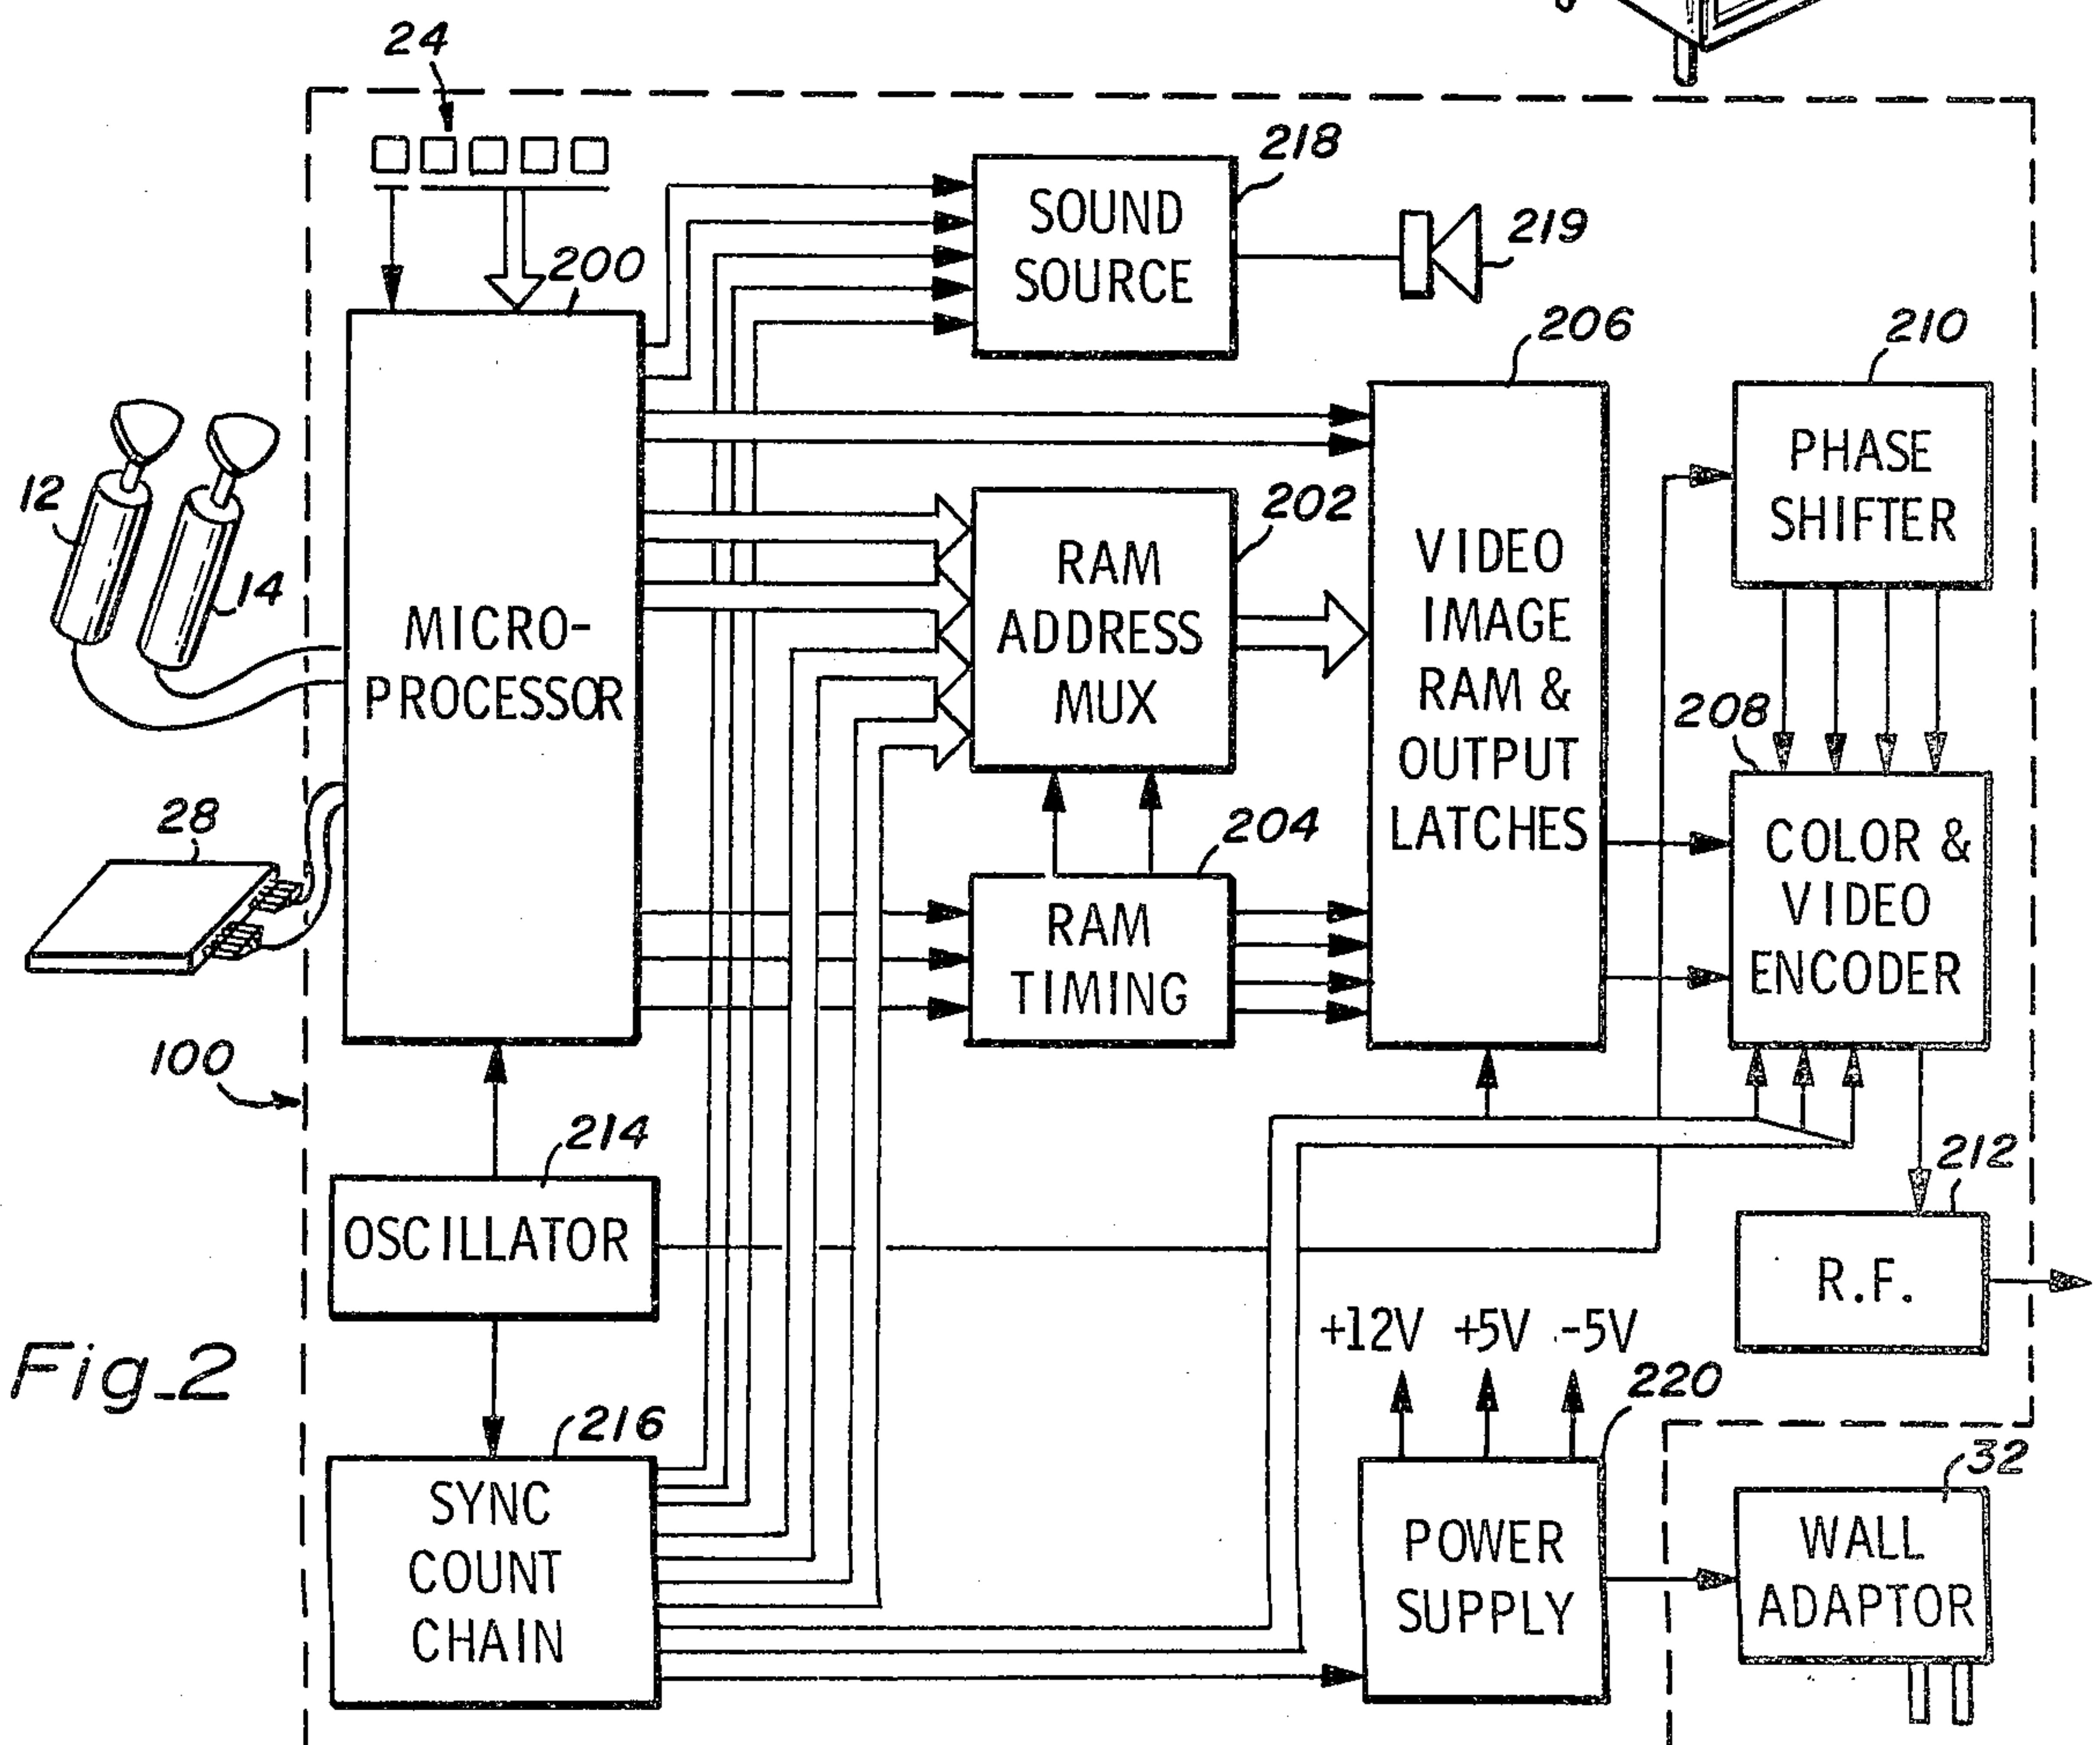 24
218
SOUND
SOURCE
219
200
206
210
12
14
MICRO-
PROCESSOR
202
RAM
ADDRESS
MUX
VIDEO
IMAGE
RAM &
OUTPUT
LATCHES
PHASE
SHIFTER
208
28
204
RAM
TIMING
COLOR &
VIDEO
ENCODER
100
214
OSCILLATOR
212
R.F.
+12V +5V -5V
Fig_2
216
SYNC
COUNT
CHAIN
220
POWER
SUPPLY
32
WALL
ADAPTOR